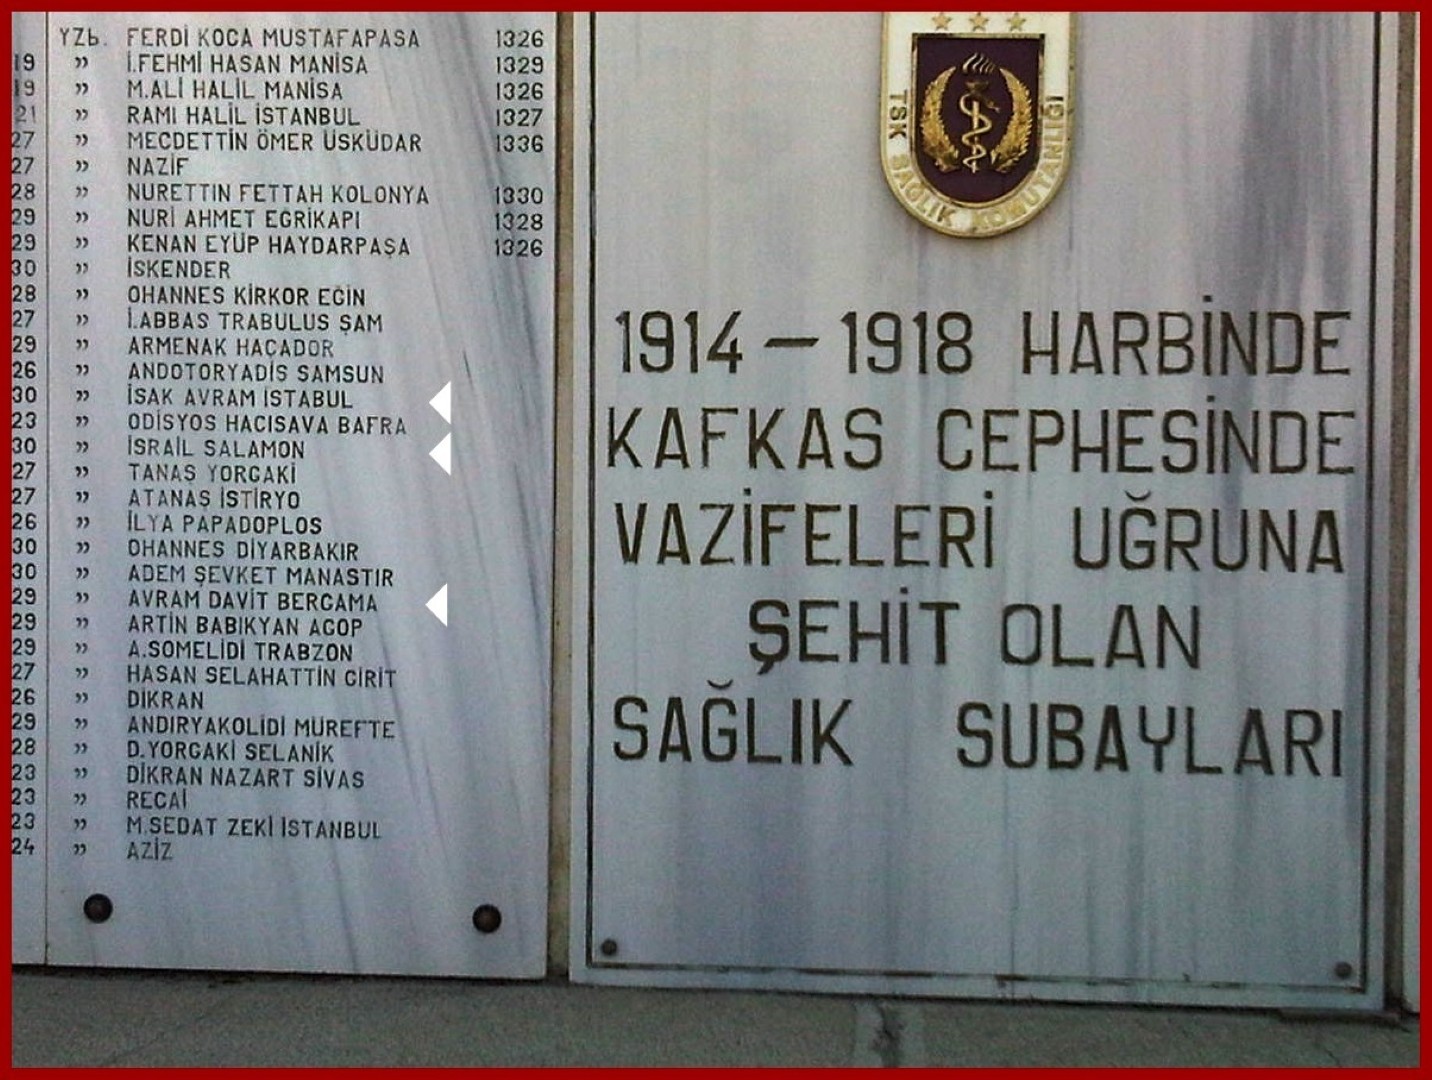 YZb. FERDİ KOCA MUSTAFAPASA 1326
19 ” İ.FEHMİ HASAN MANİSA 1329
19 ” M.ALİ HALİL MANİSA 1326
21 ” RAMI HALİL İSTANBUL 1327
27 ” MECDETTİN ÖMER ÜSKÜDAR 1336
27 ” NAZİF
28 ” NURETTIN FETTAH KOLONYA 1330
29 ” NURİ AHMET EGRİKAPI 1328
29 ” KENAN EYÜP HAYDARPAŞA 1326
30 ” İSKENDER
28 ” OHANNES KİRKOR EĞİN
27 ” İ.ABBAS TRABULUS ŞAM
29 ” ARMENAK HAÇADOR
26 ” ANDOTORYADİS SAMSUN
30 ” İSAK AVRAM İSTABUL
23 ” ODİSYOS HACISAVA BAFRA
30 ” İSRAİL SALAMON
27 ” TANAŞ YORGAKİ
27 ” ATANAŞ İSTİRYO
26 ” İLYA PAPADOPLOS
30 ” OHANNES DİYARBAKIR
30 ” ADEM ŞEVKET MANASTIR
29 ” AVRAM DAVİT BERGAMA
29 ” ARTİN BABIKYAN AGOP
29 ” A.SOMELİDİ TRABZON
27 ” HASAN SELAHATTİN GİRİT
26 ” DİKRAN
29 ” ANDIRYAKOLİDİ MÜREFTE
28 ” D.YORGAKİ SELANİK
23 ” DİKRAN NAZART SİVAS
23 ” RECAİ
23 ” M.SEDAT ZEKİ İSTANBUL
24 ” AZİZ
TSK SAĞLIK KOMUTANLIĞI
1914 – 1918 HARBİNDE
KAFKAS CEPHESİNDE
VAZİFELERİ UĞRUNA
ŞEHİT OLAN
SAĞLIK SUBAYLARI